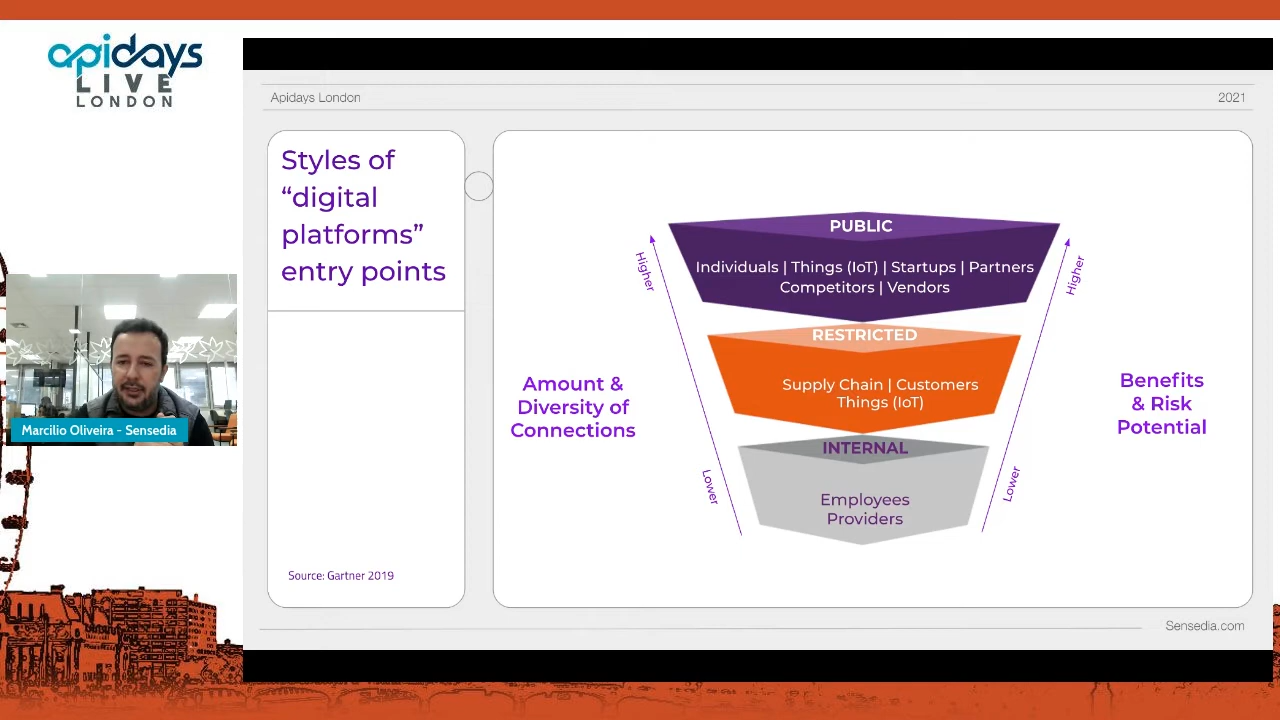 apidays
LIVE
LONDON
Apidays London
2021
Styles of
“digital
platforms”
entry points
Source: Gartner 2019
Marcilio Oliveira - Sensedia
PUBLIC
Individuals | Things (IoT) | Startups | Partners
Competitors | Vendors
RESTRICTED
Supply Chain | Customers
Things (IoT)
INTERNAL
Employees
Providers
Higher
Lower
Higher
Lower
Amount &
Diversity of
Connections
Benefits
& Risk
Potential
Sensedia.com